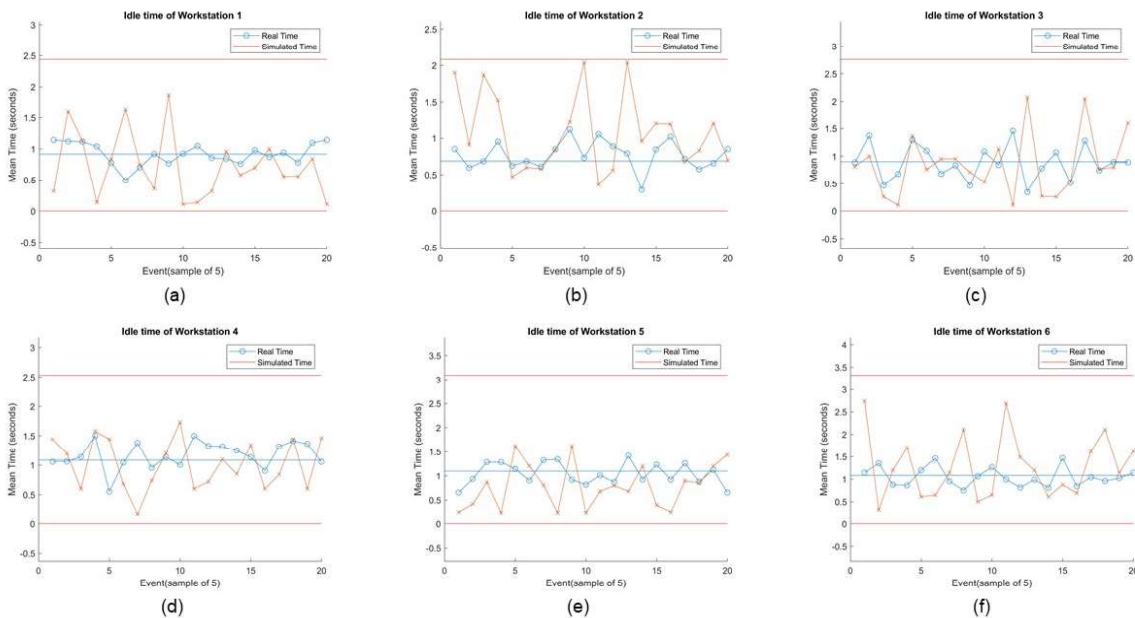 Idle time of Workstation 1
Real Time
Simulated Time
3
2.5
2
1.5
1
0.5
0
-0.5
Mean Time (seconds)
0
5
10
15
20
Event(sample of 5)
(a)
Idle time of Workstation 2
Real Time
Simulated Time
2.5
2
1.5
1
0.5
0
-0.5
Mean Time (seconds)
0
5
10
15
20
Event(sample of 5)
(b)
Idle time of Workstation 3
Real Time
Simulated Time
3
2.5
2
1.5
1
0.5
0
-0.5
Mean Time (seconds)
0
5
10
15
20
Event(sample of 5)
(c)
Idle time of Workstation 4
Real Time
Simulated Time
3
2.5
2
1.5
1
0.5
0
-0.5
Mean Time (seconds)
0
5
10
15
20
Event(sample of 5)
(d)
Idle time of Workstation 5
Real Time
Simulated Time
3.5
3
2.5
2
1.5
1
0.5
0
-0.5
Mean Time (seconds)
0
5
10
15
20
Event(sample of 5)
(e)
Idle time of Workstation 6
Real Time
Simulated Time
4
3.5
3
2.5
2
1.5
1
0.5
0
-0.5
Mean Time (seconds)
0
5
10
15
20
Event(sample of 5)
(f)